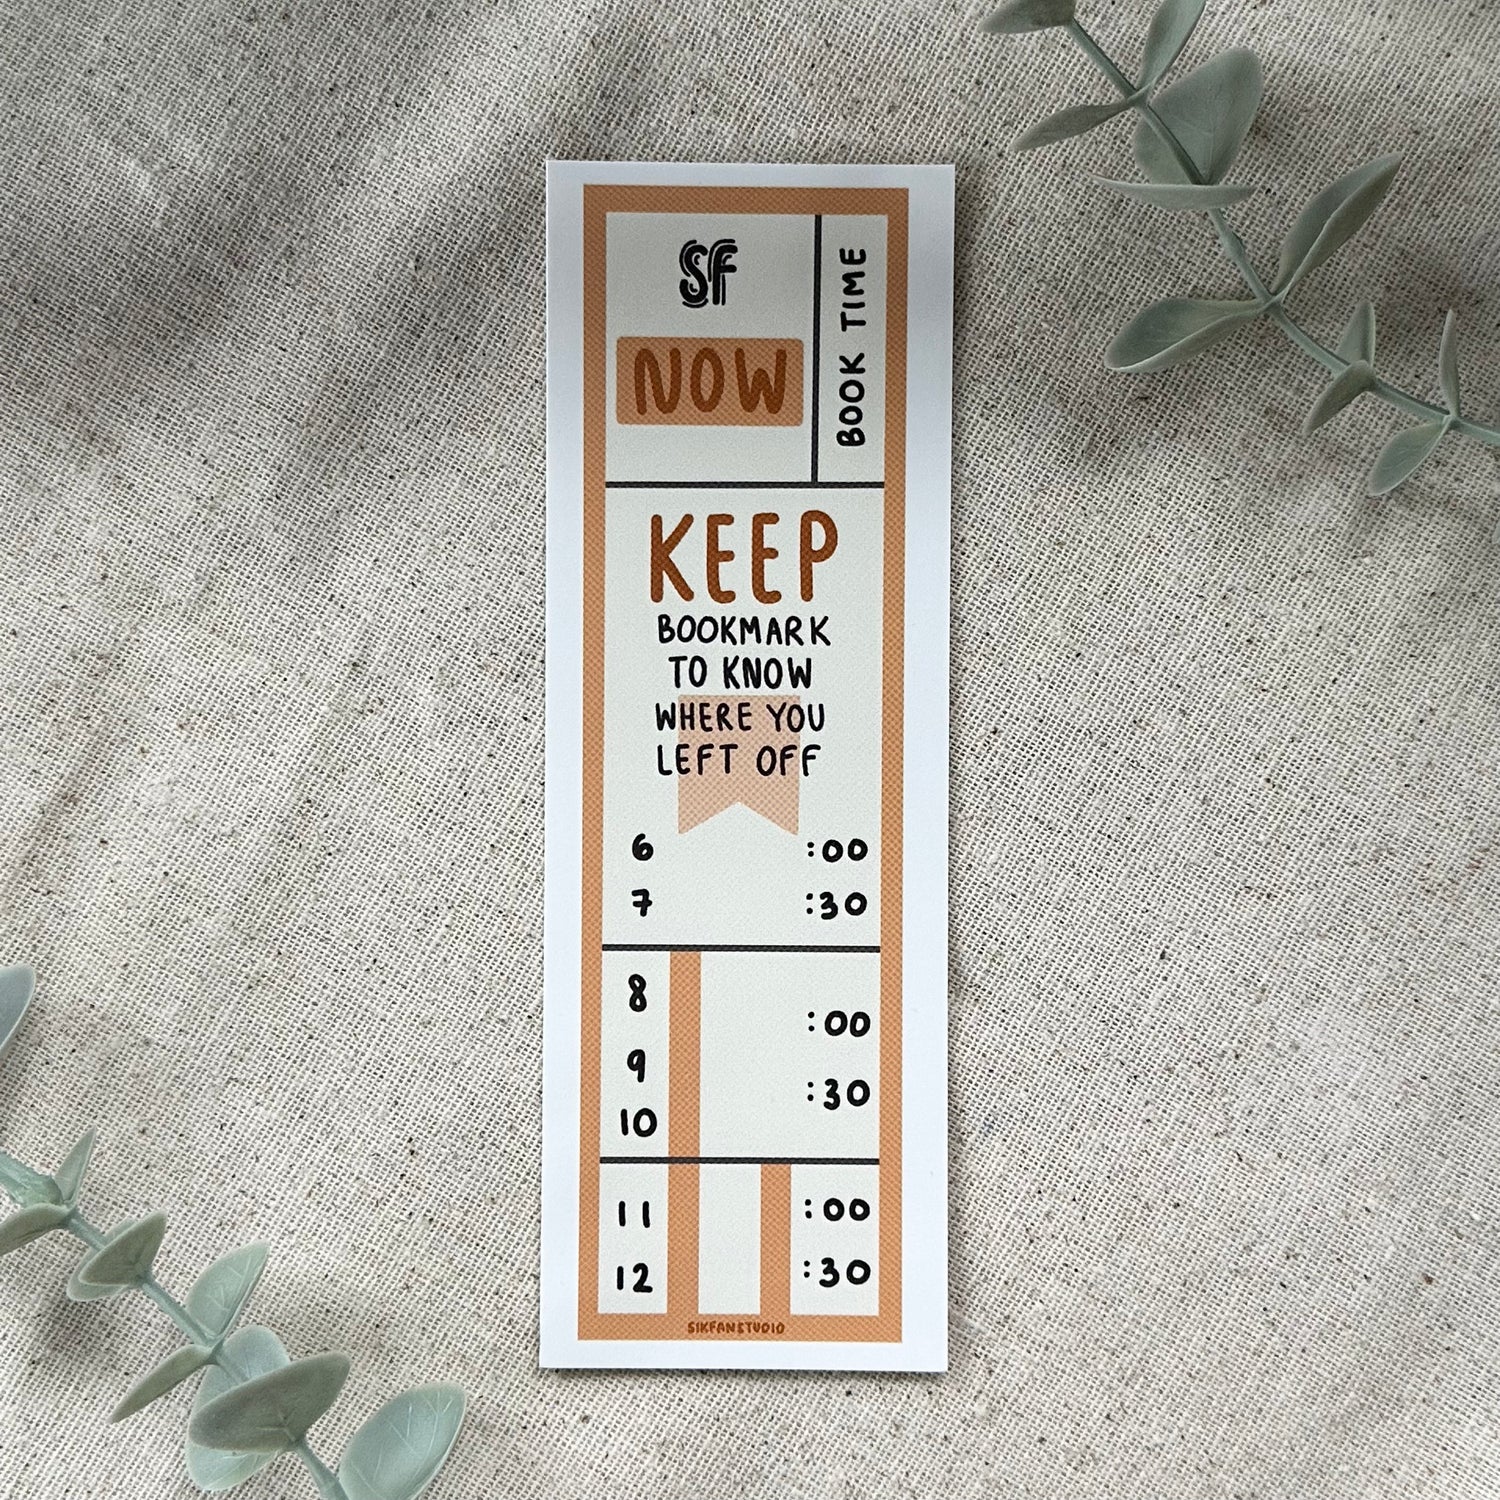 SF
NOW
BOOK TIME
KEEP
BOOKMARK
TO KNOW
WHERE YOU
LEFT OFF
6 :00
7 :30
8
:00
9
:30
10
11 :00
12 :30
SIKFANSTUDIO